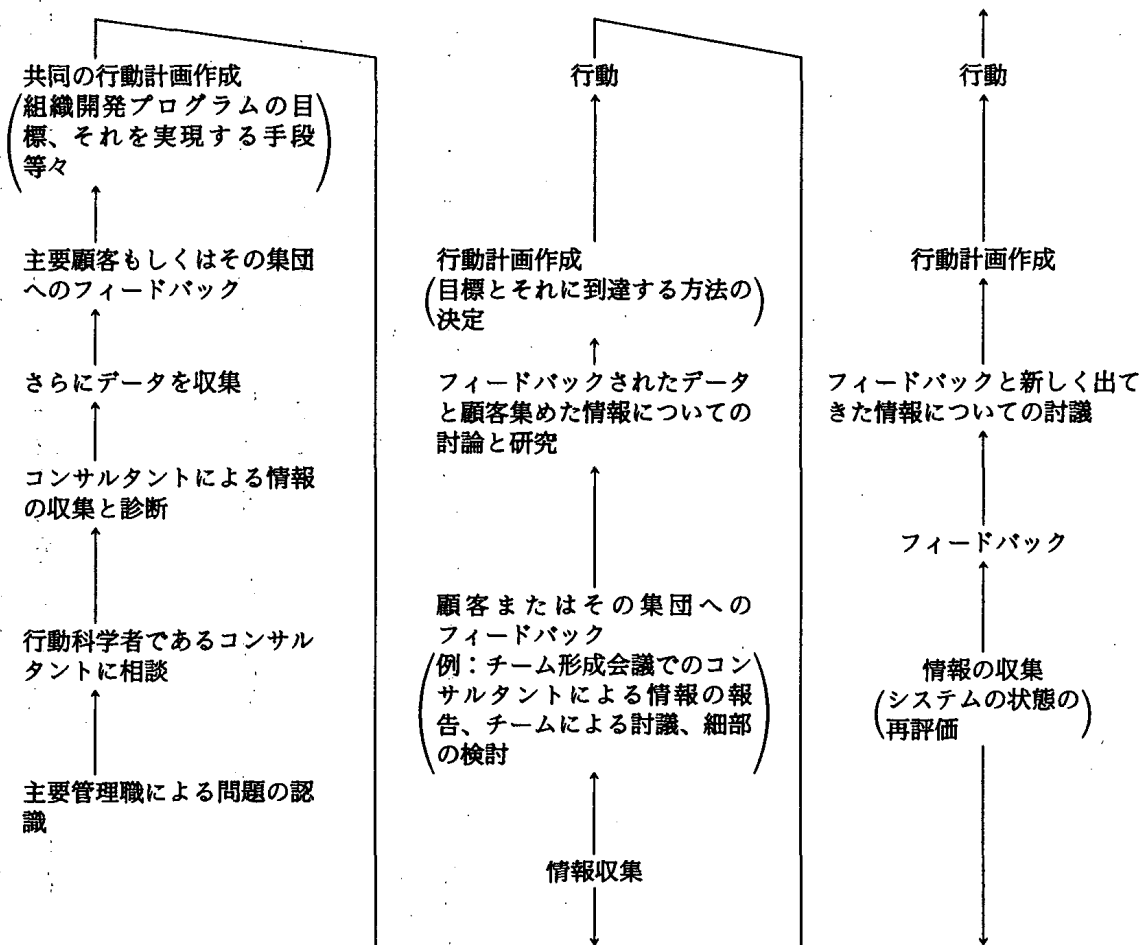 共同の行動計画作成
(組織開発プログラムの目
標、それを実現する手段
等々)
主要顧客もしくはその集団
へのフィードバック
さらにデータを収集
コンサルタントによる情報
の収集と診断
行動科学者であるコンサル
タントに相談
主要管理職による問題の認
識
行動
行動計画作成
(目標とそれに到達する方法の
決定)
フィードバックされたデータ
と顧客集めた情報についての
討論と研究
顧客またはその集団への
フィードバック
(例：チーム形成会議でのコン
サルタントによる情報の報
告、チームによる討議、細部
の検討)
情報収集
行動
行動計画作成
フィードバックと新しく出て
きた情報についての討議
フィードバック
情報の収集
(システムの状態の
再評価)